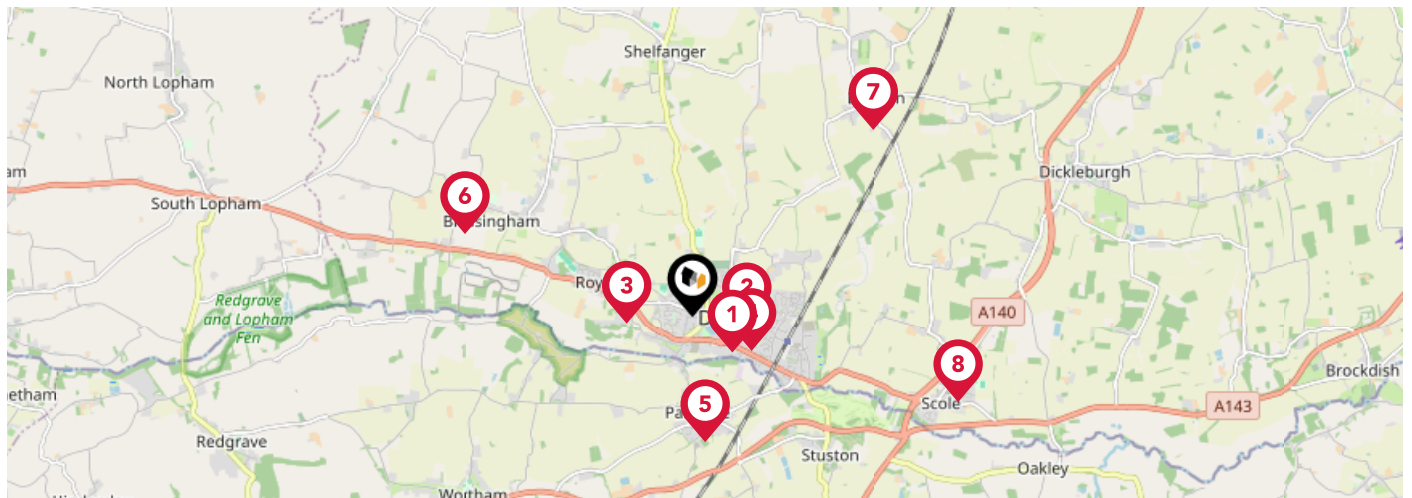 Shelfanger
North Lopham
7
Dickleburgh
6
South Lopham
3
2
1
Redgrave
and Lopham
Fen
A140
8
Brockdish
5
Scole
A143
Redgrave
Stuston
Oakley
Wortham